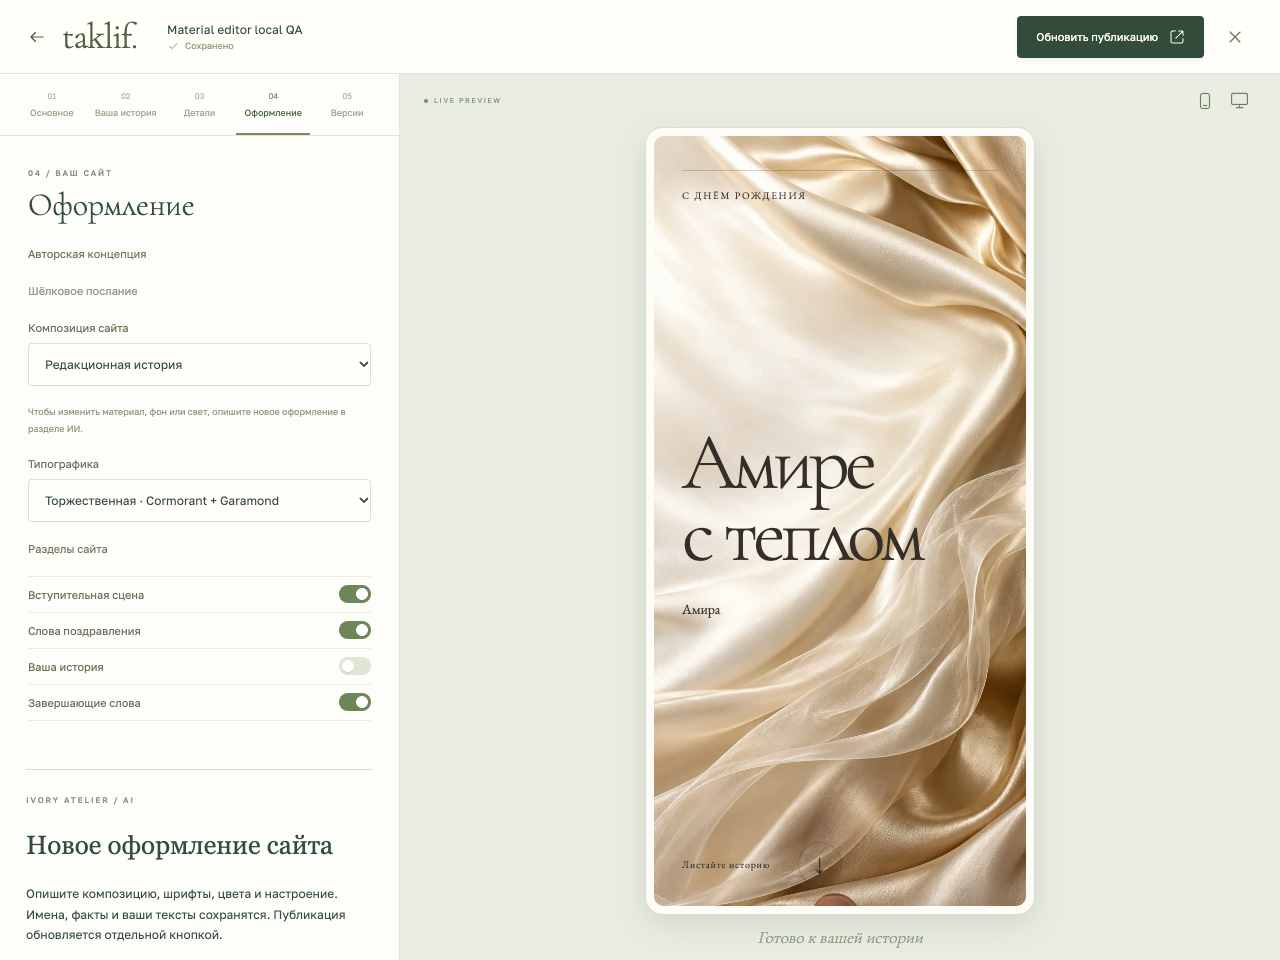 taklif.
Material editor local QA
Сохранено
Обновить публикацию
01
Основное
02
Ваша история
03
Детали
04
Оформление
05
Версии
04 / ВАШ САЙТ
Оформление
Авторская концепция
Шёлковое послание
Композиция сайта
Редакционная история
Чтобы изменить материал, фон или свет, опишите новое оформление в
разделе ИИ.
Типографика
Торжественная · Cormorant + Garamond
Разделы сайта
Вступительная сцена
Слова поздравления
Ваша история
Завершающие слова
IVORY ATELIER / AI
Новое оформление сайта
Опишите композицию, шрифты, цвета и настроение.
Имена, факты и ваши тексты сохранятся. Публикация
обновляется отдельной кнопкой.
LIVE PREVIEW
С ДНЁМ РОЖДЕНИЯ
Амире
с теплом
Амира
Листайте историю
Готово к вашей истории